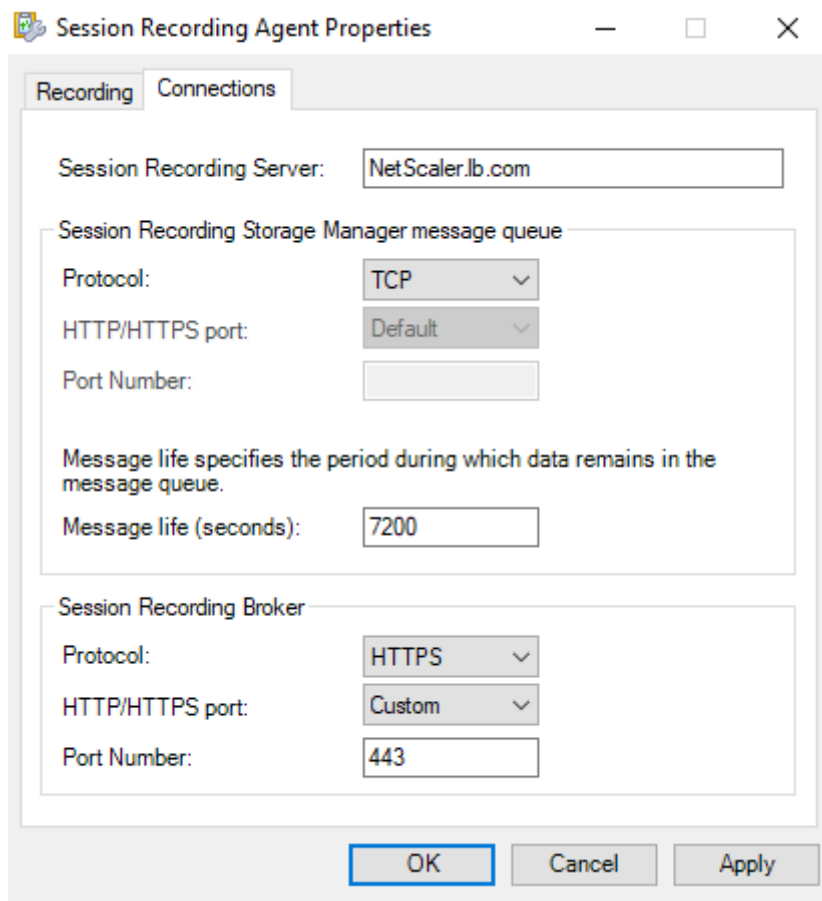 Session Recording Agent Properties
Recording
Connections
Session Recording Server: NetScaler.lb.com
Session Recording Storage Manager message queue
Protocol: TCP
HTTP/HTTPS port: Default
Port Number:
Message life specifies the period during which data remains in the
message queue.
Message life (seconds): 7200
Session Recording Broker
Protocol: HTTPS
HTTP/HTTPS port: Custom
Port Number: 443
OK Cancel Apply